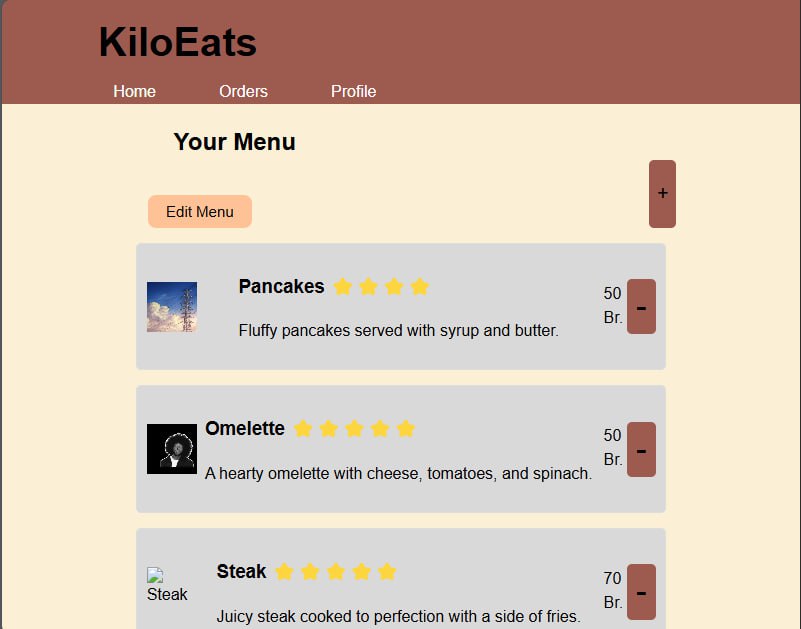 KiloEats
Home Orders Profile
Your Menu
+
Edit Menu
Pancakes
50
Br.
-
Fluffy pancakes served with syrup and butter.
Omelette
50
Br.
-
A hearty omelette with cheese, tomatoes, and spinach.
Steak
Steak
70
Br.
-
Juicy steak cooked to perfection with a side of fries.